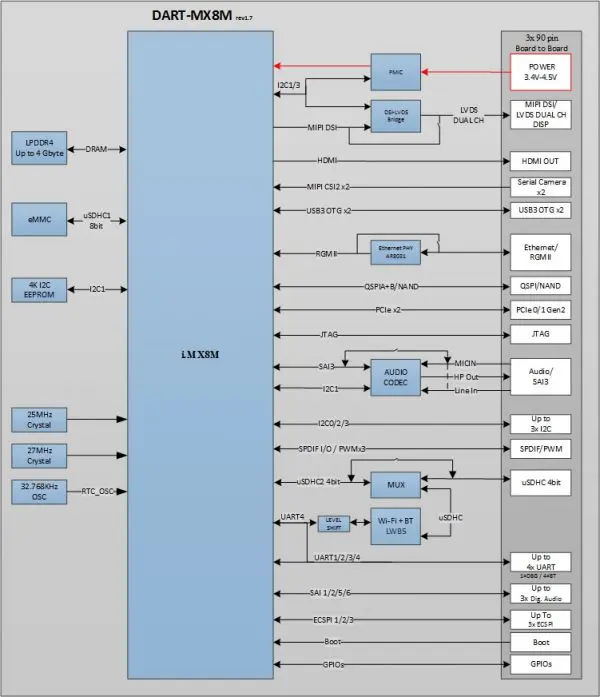 DART-MX8M rev1.7
3x 90 pin
Board to Board
POWER
3.4V-4.5V
PMIC
I2C1/3
DSI-LVDS
Bridge
LVDS
DUAL CH
MIPI DSI/
LVDS DUAL CH
DISP
MIPI DSI
LPDDR4
Up to 4 Gbyte
DRAM
HDMI
HDMI OUT
MIPI CSI2 x2
Serial Camera
x2
eMMC
uSDHC1
8bit
USB3 OTG x2
USB3 OTG x2
RGMII
Ethernet PHY
AR8031
Ethernet/
RGMII
4K I2C
EEPROM
I2C1
QSPIA+B/NAND
QSPI/NAND
PCIe x2
PCIe 0/1 Gen2
JTAG
JTAG
i.MX8M
SAI3
I2C1
AUDIO
CODEC
MICIN
HP Out
Line In
Audio/
SAI3
25MHz
Crystal
I2C0/2/3
Up to
3x I2C
27MHz
Crystal
SPDIF I/O / PWMx3
SPDIF/PWM
32.768KHz
OSC
RTC_OSC
uSDHC2 4bit
MUX
uSDHC 4bit
UART4
LEVEL
SHIFT
Wi-Fi + BT
LWB5
uSDHC
UART1/2/3/4
Up to
4x UART
1xDBG / 4xBT
SAI 1/2/5/6
Up to
3x Dig. Audio
ECSPI 1/2/3
Up To
3x ECSPI
Boot
Boot
GPIOs
GPIOs